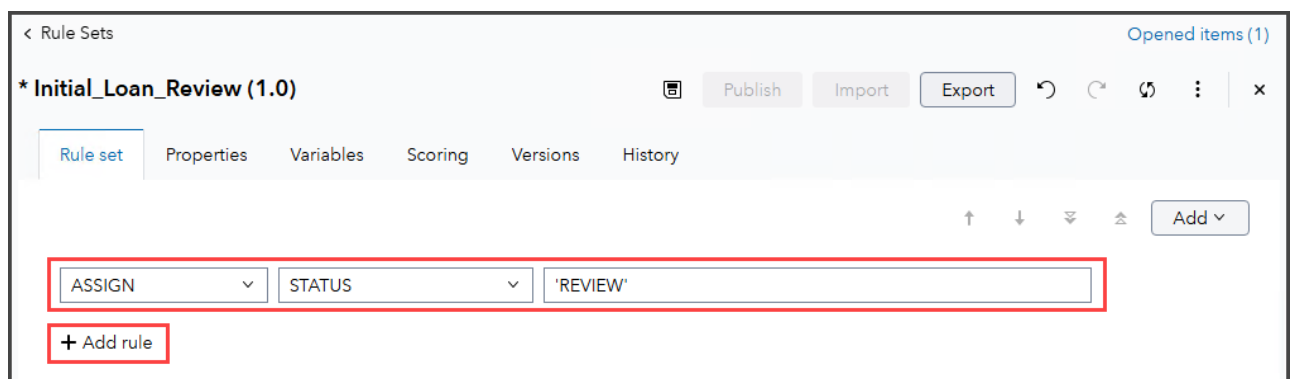 < Rule Sets Opened items (1)
* Initial_Loan_Review (1.0) Publish Import Export
Rule set Properties Variables Scoring Versions History
Add
ASSIGN STATUS 'REVIEW'
+ Add rule